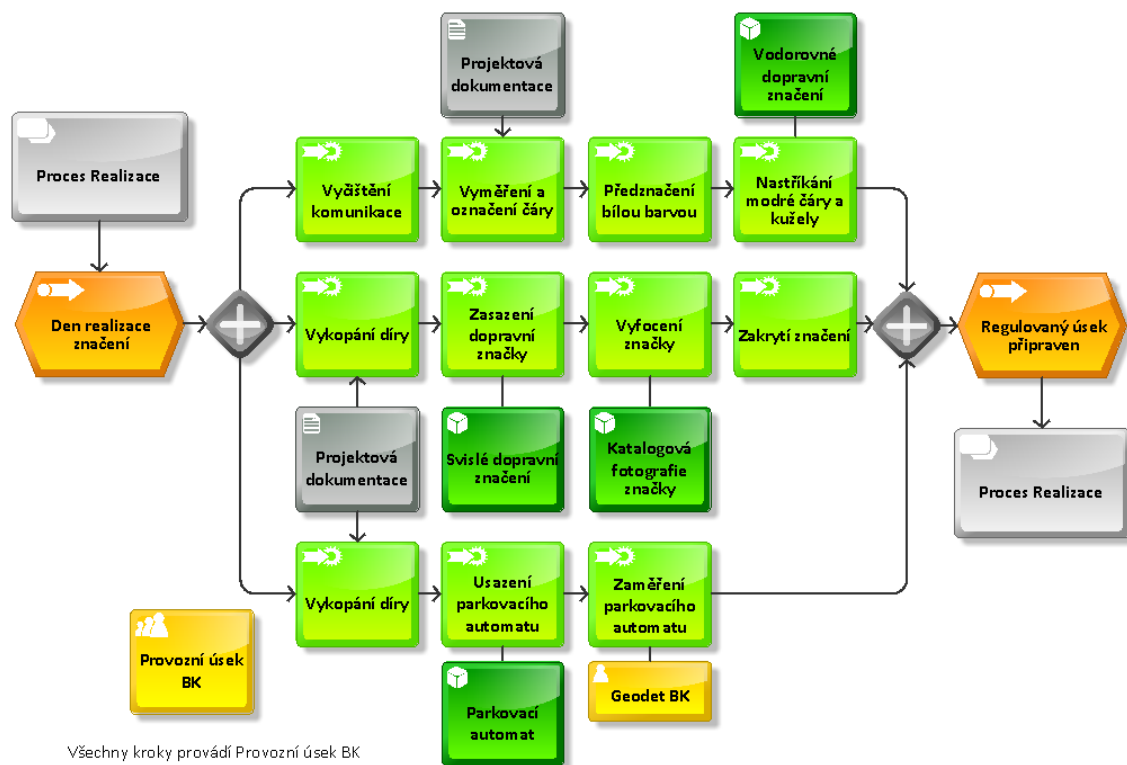 Projektová
dokumentace
Vodorovné
dopravní
značení
Proces Realizace
Vyčištění
komunikace
Vyměření a
označení čáry
Předznačení
bílou barvou
Nastříkání
modré čáry a
kužely
Den realizace
značení
Vykopání díry
Zasazení
dopravní
značky
Vyfocení
značky
Zakrytí značení
Regulovaný úsek
připraven
Projektová
dokumentace
Svislé dopravní
značení
Katalogová
fotografie
značky
Proces Realizace
Vykopání díry
Usazení
parkovacího
automatu
Zaměření
parkovacího
automatu
Provozní úsek
BK
Parkovací
automat
Geodet BK
Všechny kroky provádí Provozní úsek BK